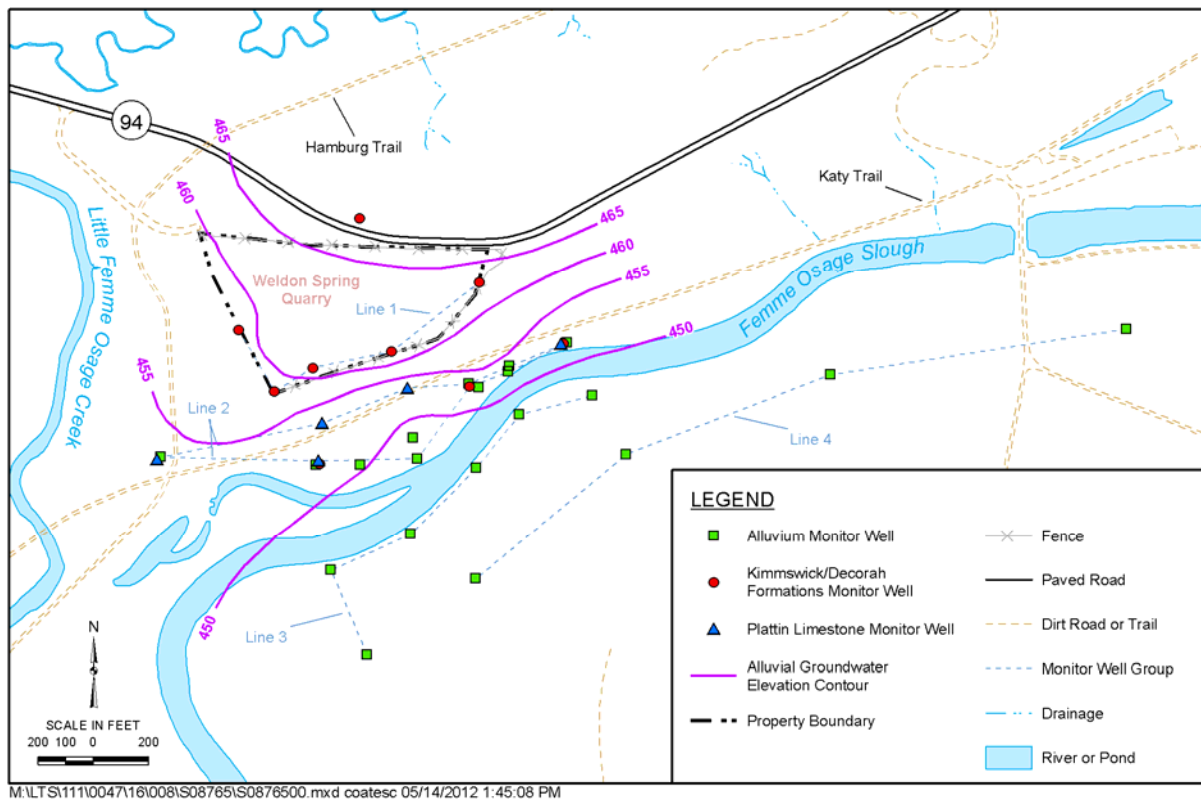 94
Hamburg Trail
465
460
Katy Trail
465
460
455
Little Femme Osage Creek
Weldon Spring
Quarry
Line 1
Femme Osage Slough
450
455
Line 2
Line 4
450
Line 3
N
SCALE IN FEET
200 100 0 200
LEGEND
Alluvium Monitor Well
Kimmswick/Decorah
Formations Monitor Well
Plattin Limestone Monitor Well
Alluvial Groundwater
Elevation Contour
Property Boundary
Fence
Paved Road
Dirt Road or Trail
Monitor Well Group
Drainage
River or Pond
M:\LTS\111\0047\16\008\S08765\S0876500.mxd coatesc 05/14/2012 1:45:08 PM